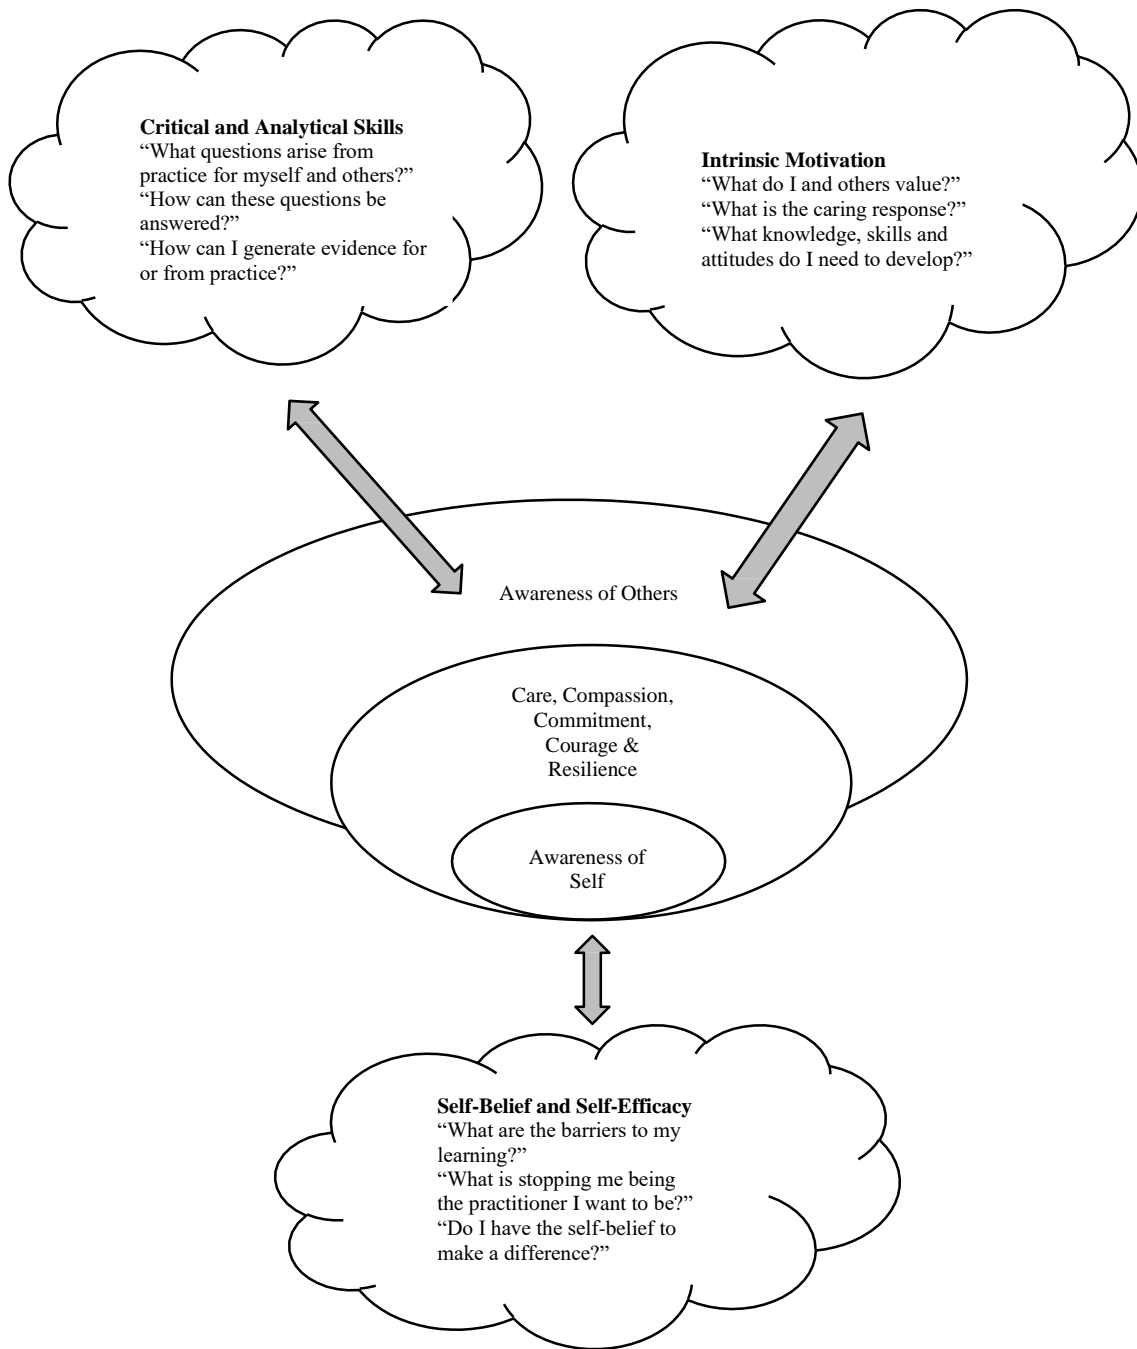 Critical and Analytical Skills
“What questions arise from
practice for myself and others?”
“How can these questions be
answered?”
“How can I generate evidence for
or from practice?”
Intrinsic Motivation
“What do I and others value?”
“What is the caring response?”
“What knowledge, skills and
attitudes do I need to develop?”
Awareness of Others
Care, Compassion,
Commitment,
Courage &
Resilience
Awareness of
Self
Self-Belief and Self-Efficacy
“What are the barriers to my
learning?”
“What is stopping me being
the practitioner I want to be?”
“Do I have the self-belief to
make a difference?”